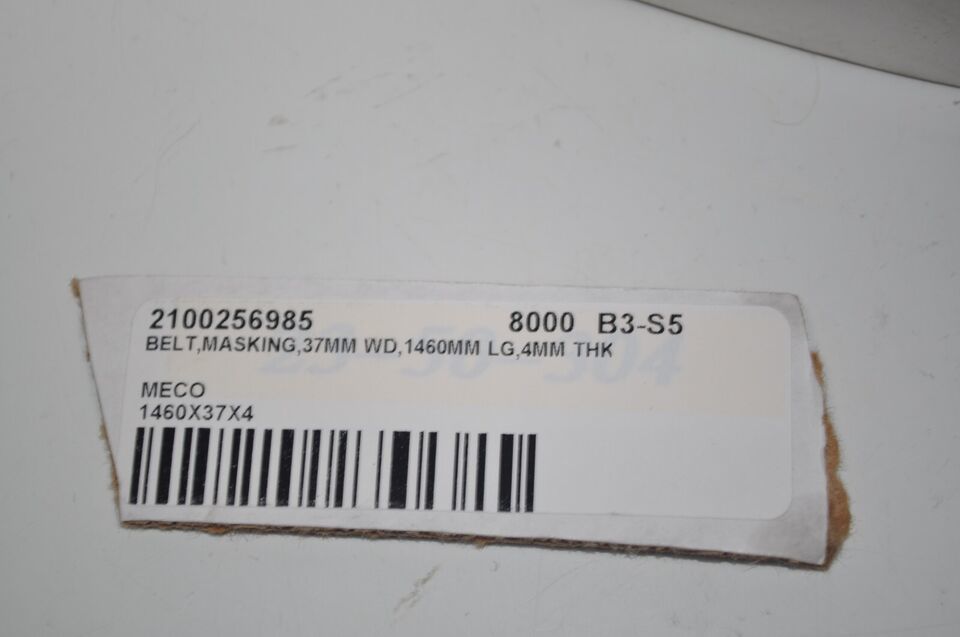 2100256985 8000 B3-S5
BELT,MASKING,37MM WD,1460MM LG,4MM THK
MECO
1460X37X4